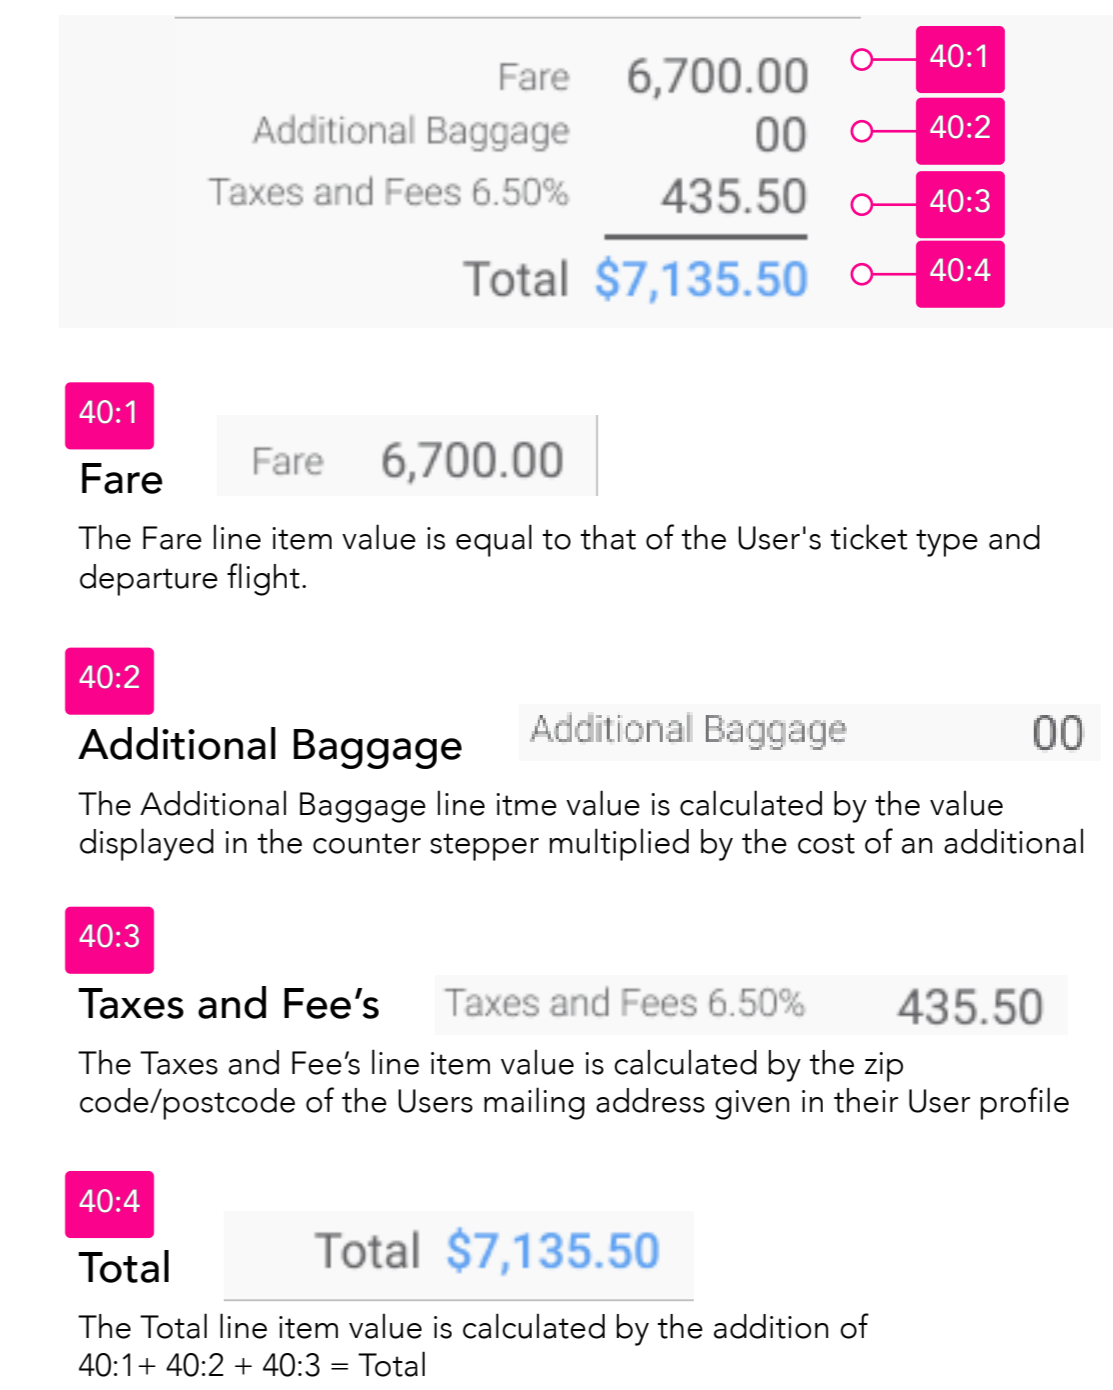 Fare 6,700.00 40:1
Additional Baggage 00 40:2
Taxes and Fees 6.50% 435.50 40:3
Total $7,135.50 40:4
40:1
Fare
Fare 6,700.00
The Fare line item value is equal to that of the User's ticket type and
departure flight.
40:2
Additional Baggage
Additional Baggage 00
The Additional Baggage line itme value is calculated by the value
displayed in the counter stepper multiplied by the cost of an additional
40:3
Taxes and Fee’s
Taxes and Fees 6.50% 435.50
The Taxes and Fee’s line item value is calculated by the zip
code/postcode of the Users mailing address given in their User profile
40:4
Total
Total $7,135.50
The Total line item value is calculated by the addition of
40:1+ 40:2 + 40:3 = Total